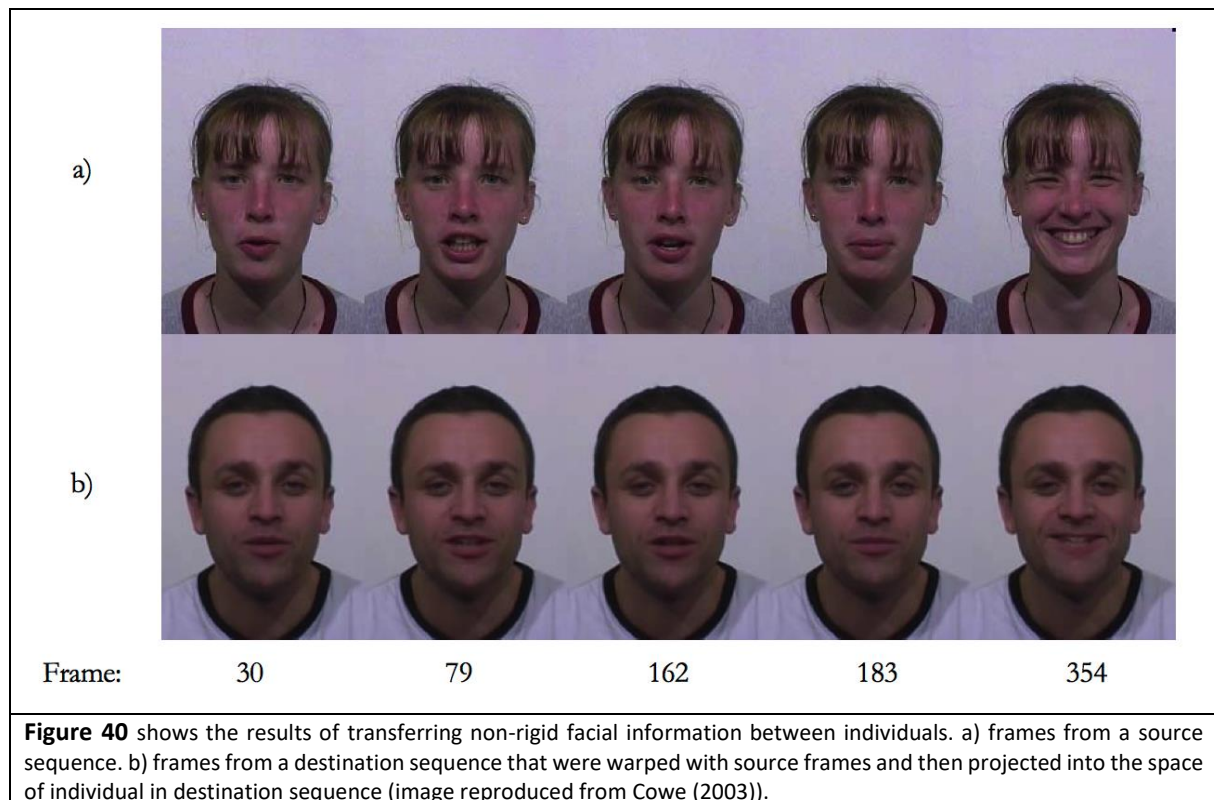 a)
b)
Frame: 30 79 162 183 354
Figure 40 shows the results of transferring non-rigid facial information between individuals. a) frames from a source
sequence. b) frames from a destination sequence that were warped with source frames and then projected into the space
of individual in destination sequence (image reproduced from Cowe (2003)).